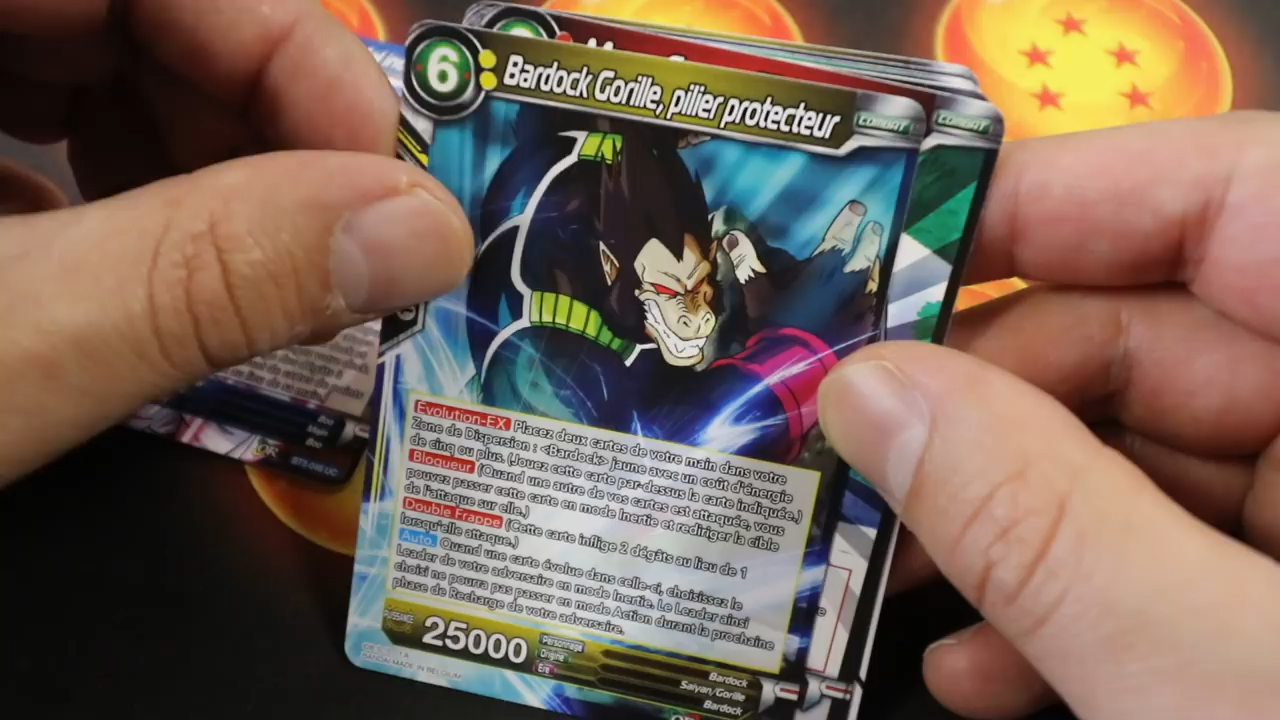 6
Bardock Gorille, pilier protecteur
COMBAT
COMBAT
Évolution-EX Placez deux cartes de votre main dans votre
Zone de Dispersion : <Bardock> jaune avec un coût d'énergie
de cinq ou plus. (Jouez cette carte par-dessus la carte indiquée.)
Bloqueur (Quand une autre de vos cartes est attaquée, vous
pouvez passer cette carte en mode Inertie et rediriger la cible
de l'attaque sur elle.)
Double Frappe (Cette carte inflige 2 dégâts au lieu de 1
lorsqu'elle attaque.)
Auto. Quand une carte évolue dans celle-ci, choisissez le
Leader de votre adversaire en mode Inertie. Le Leader ainsi
choisi ne pourra pas passer en mode Action durant la prochaine
phase de Recharge de votre adversaire.
PUISSANCE
25000
Personnage
Origine
Ère
Bardock
Saiyan/Gorille
Bardock
BANDAI MADE IN BELGIUM
Boo
Main
Boo